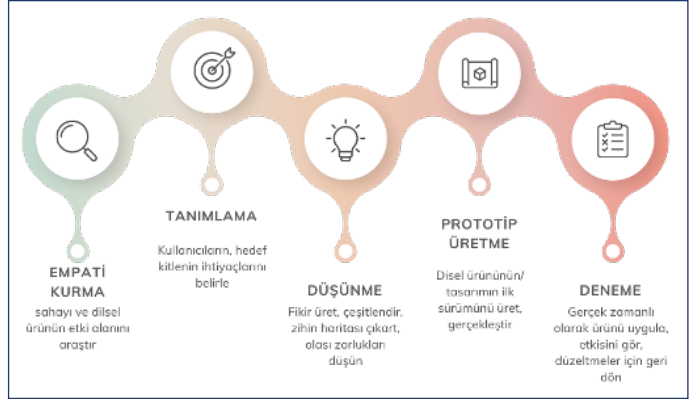 EMPATİ
KURMA
sahayı ve dilsel
ürünün etki alanını
araştır
TANIMLAMA
Kullanıcıların, hedef
kitlenin ihtiyaçlarını
belirle
DÜŞÜNME
Fikir üret, çeşitlendir,
zihin haritası çıkart,
olası zorlukları
düşün
PROTOTİP
ÜRETME
Disel ürününün/
tasarımın ilk
sürümünü üret,
gerçekleştir
DENEME
Gerçek zamanlı
olarak ürünü uygula,
etkisini gör,
düzeltmeler için geri
dön